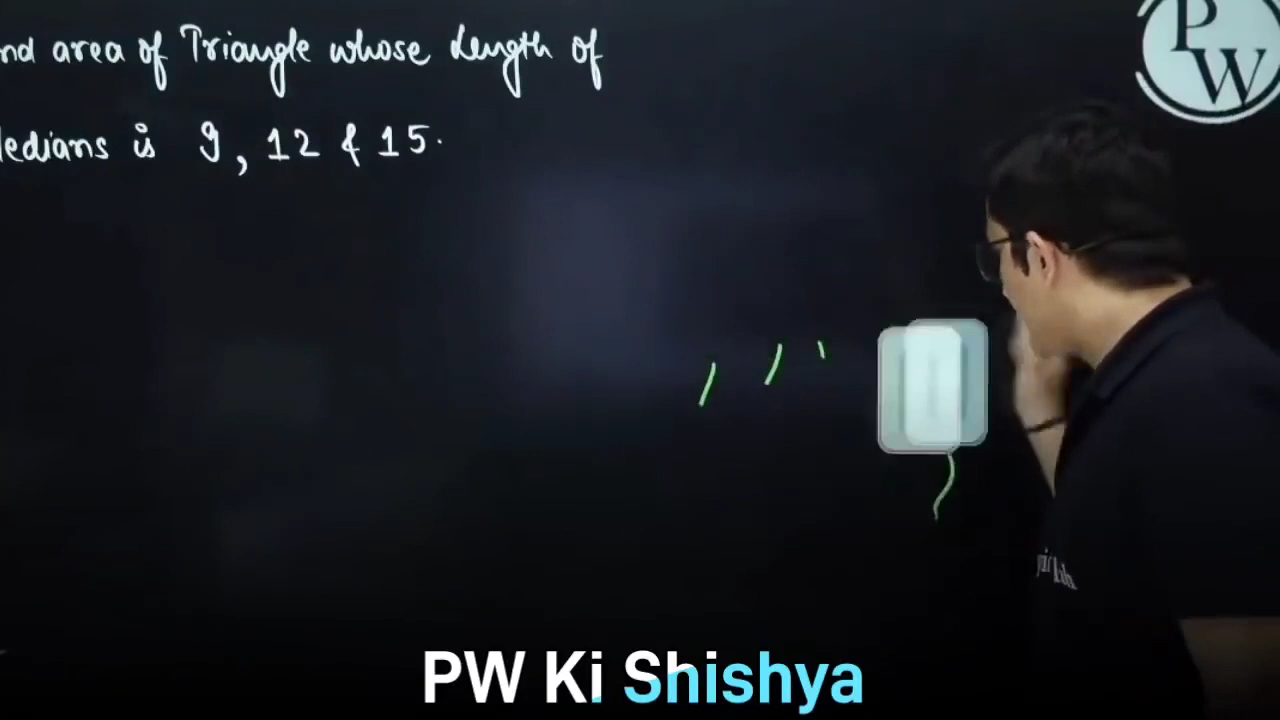 nd area of Triangle whose length of
edians is 9, 12 & 15.
PW
PW Ki Shishya